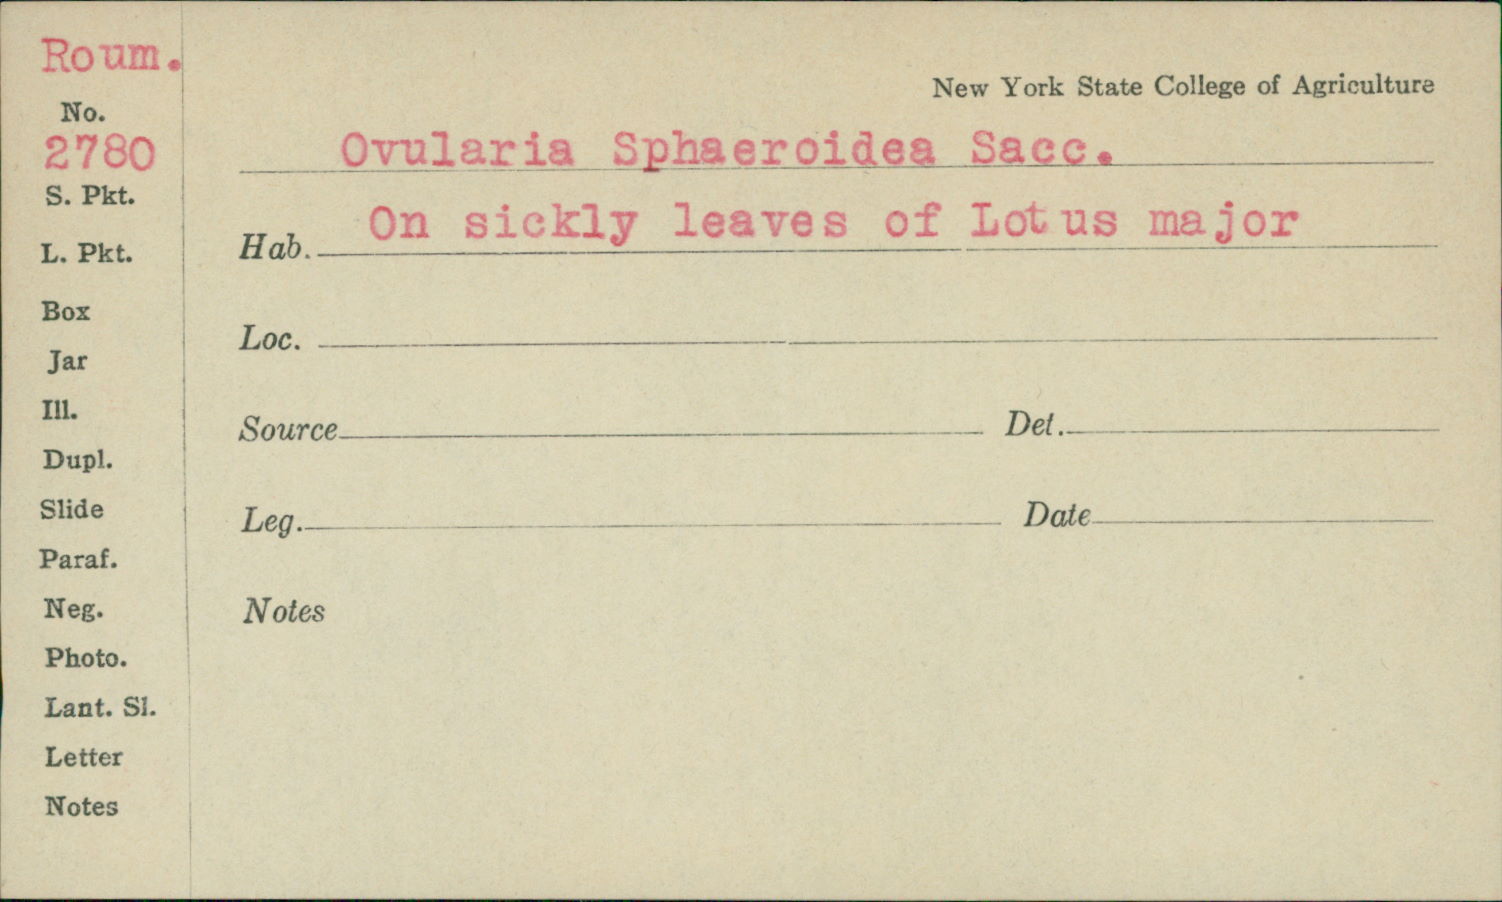 Roum.
No.
2780
S. Pkt.
L. Pkt.
Box
Jar
Ill.
Dupl.
Slide
Paraf.
Neg.
Photo.
Lant. Sl.
Letter
Notes
New York State College of Agriculture
Ovularia Sphaeroidea Sacc.
Hab. On sickly leaves of Lotus major
Loc.
Source Det.
Leg. Date
Notes